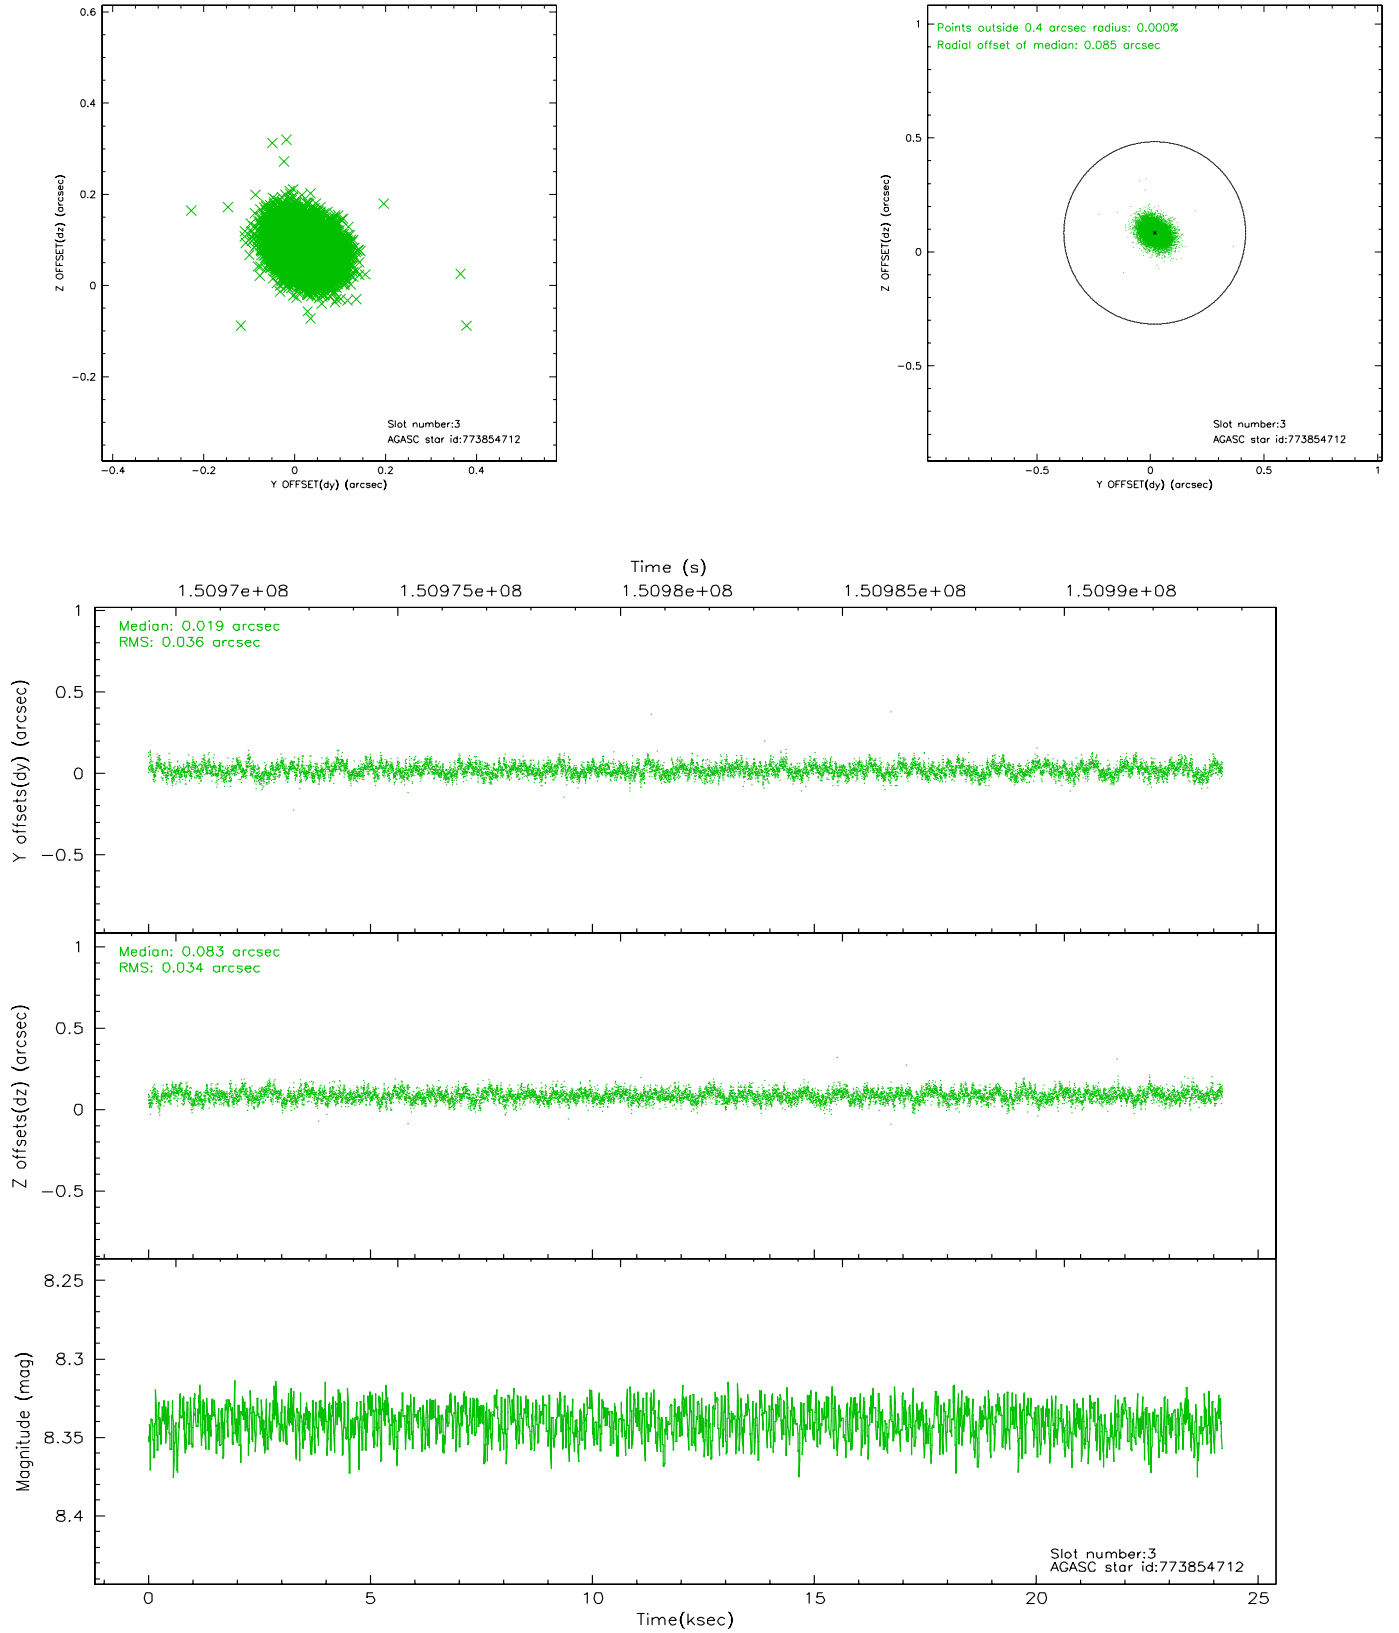 0.6
0.4
0.2
0
−0.2
Z OFFSET(dz) (arcsec)
Slot number:3
AGASC star id:773854712
−0.4 −0.2 0 0.2 0.4
Y OFFSET(dy) (arcsec)
Points outside 0.4 arcsec radius: 0.000%
Radial offset of median: 0.085 arcsec
1
0.5
0
−0.5
Z OFFSET(dz) (arcsec)
Slot number:3
AGASC star id:773854712
−0.5 0 0.5 1
Y OFFSET(dy) (arcsec)
Time (s)
1.5097e+08 1.50975e+08 1.5098e+08 1.50985e+08 1.5099e+08
Median: 0.019 arcsec
RMS: 0.036 arcsec
1
0.5
0
−0.5
Y offsets(dy) (arcsec)
Median: 0.083 arcsec
RMS: 0.034 arcsec
1
0.5
0
−0.5
Z offsets(dz) (arcsec)
8.25
8.3
8.35
8.4
Magnitude (mag)
Slot number:3
AGASC star id:773854712
0 5 10 15 20 25
Time(ksec)